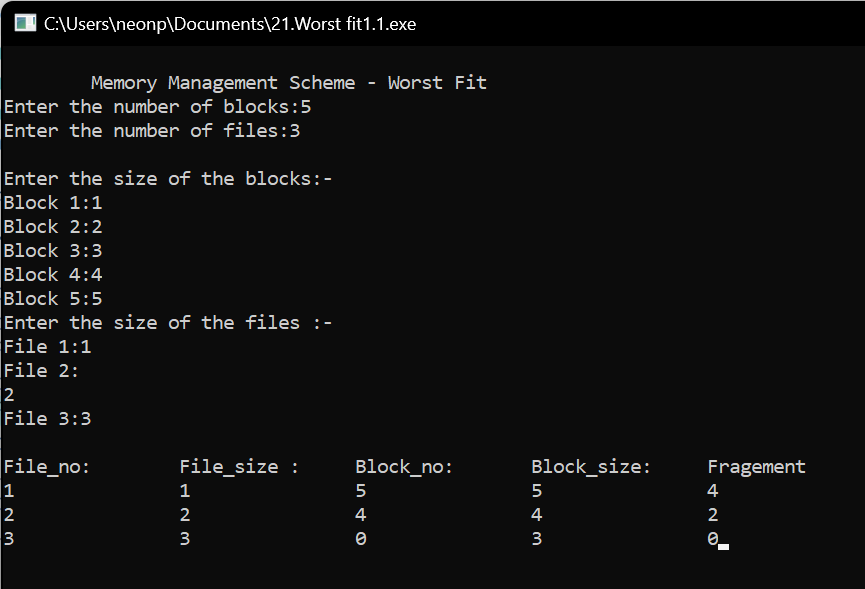 C:\Users\neonp\Documents\21.Worst fit1.1.exe
Memory Management Scheme - Worst Fit
Enter the number of blocks:5
Enter the number of files:3
Enter the size of the blocks:-
Block 1:1
Block 2:2
Block 3:3
Block 4:4
Block 5:5
Enter the size of the files :-
File 1:1
File 2:
2
File 3:3
File_no: File_size : Block_no: Block_size: Fragement
1 1 5 5 4
2 2 4 4 2
3 3 0 3 0